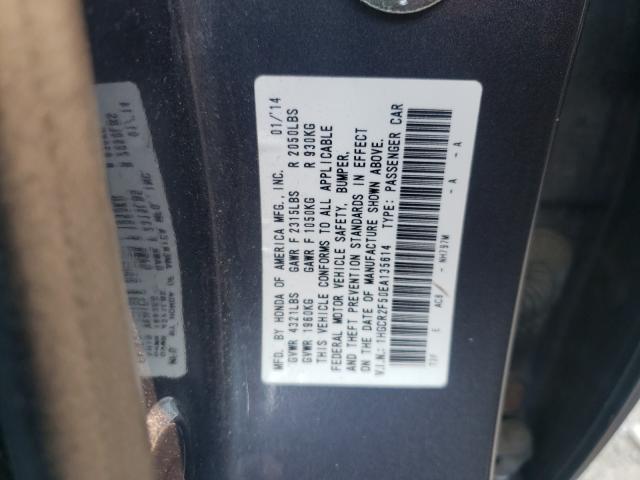 MFD. BY HONDA OF AMERICA MFG., INC. 01/'14
GVWR 4321LBS GAWR F 2315LBS R 2050LBS
GVWR 1960KG GAWR F 1050KG R 930KG
THIS VEHICLE CONFORMS TO ALL APPLICABLE
FEDERAL MOTOR VEHICLE SAFETY, BUMPER,
AND THEFT PREVENTION STANDARDS IN EFFECT
ON THE DATE OF MANUFACTURE SHOWN ABOVE.
V.I.N.: 1HGCR2F50EA135614 TYPE: PASSENGER CAR
T2F E AC6 NH797M - A - A